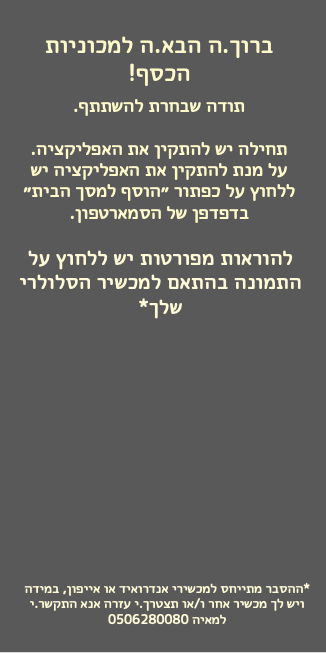 ברוך.ה הבא.ה למכוניות
הכסף!
תודה שבחרת להשתתף.
תחילה יש להתקין את האפליקציה.
על מנת להתקין את האפליקציה יש
ללחוץ על כפתור ״הוסף למסך הבית״
בדפדפן של הסמארטפון.
להוראות מפורטות יש ללחוץ על
התמונה בהתאם למכשיר הסלולרי
שלך*
*ההסבר מתייחס למכשירי אנדרואיד או אייפון, במידה
ויש לך מכשיר אחר ו/או תצטרך.י עזרה אנא התקשר.י
למאיה 0506280080